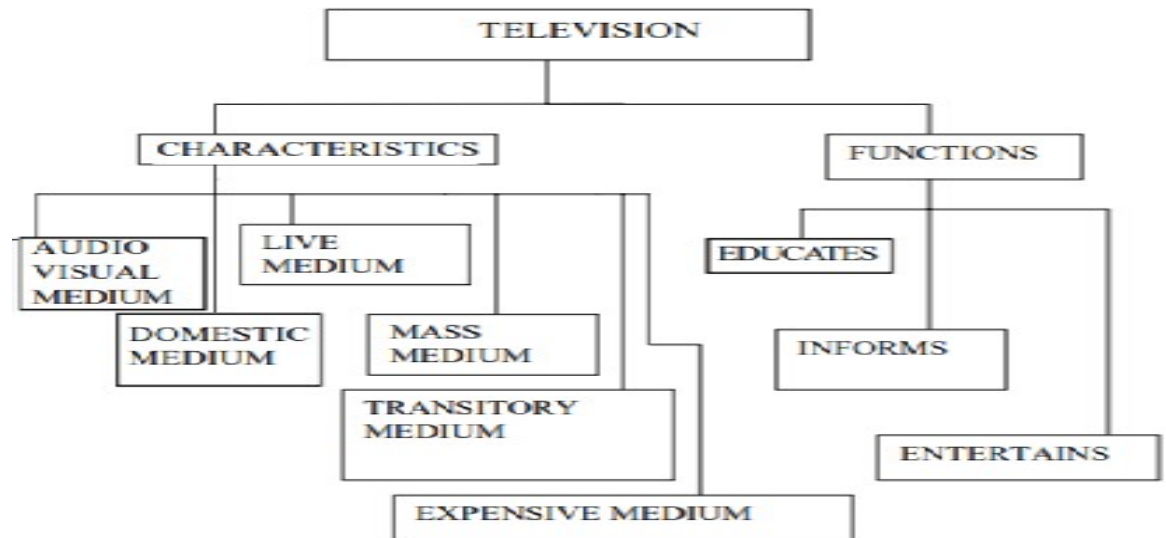 TELEVISION
CHARACTERISTICS
FUNCTIONS
AUDIO
VISUAL
MEDIUM
LIVE
MEDIUM
EDUCATES
DOMESTIC
MEDIUM
MASS
MEDIUM
INFORMS
TRANSITORY
MEDIUM
ENTERTAINS
EXPENSIVE MEDIUM